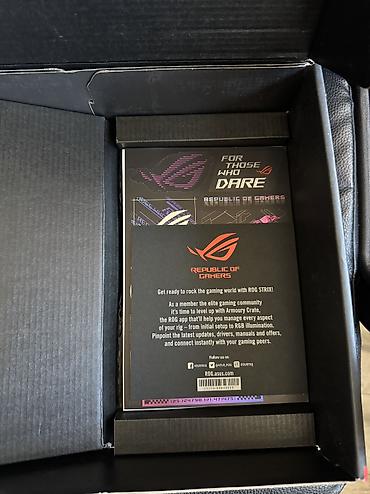 FOR
THOSE
WHO
DARE
REPUBLIC OF GAMERS
REPUBLIC OF
GAMERS
Get ready to rock the gaming world with ROG STRIX!
As a member the elite gaming community
it's time to level up with Armoury Crate,
the ROG app that'll help you manage every aspect
of your rig – from initial setup to RGB illumination.
Pinpoint the latest updates, drivers, manuals and offers,
and connect instantly with your gaming peers.
Follow us on
ROG.asus.com